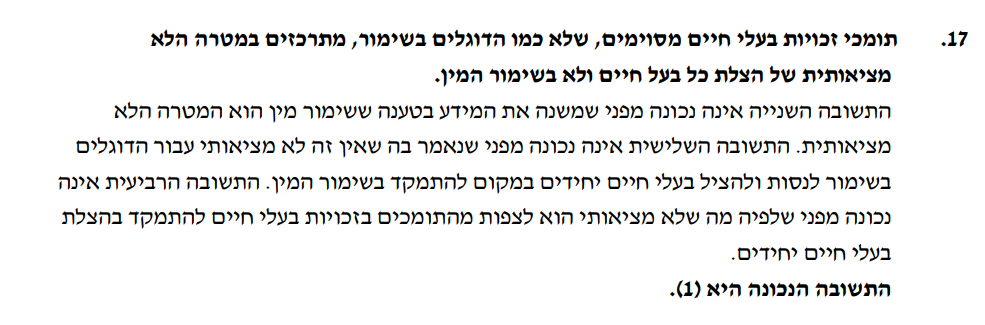 17. תומכי זכויות בעלי חיים מסוימים, שלא כמו הדוגלים בשימור, מתרכזים במטרה הלא
מציאותית של הצלת כל בעל חיים ולא בשימור המין.
התשובה השנייה אינה נכונה מפני שמשנה את המידע בטענה ששימור מין הוא המטרה הלא
מציאותית. התשובה השלישית אינה נכונה מפני שנאמר בה שאין זה לא מציאותי עבור הדוגלים
בשימור לנסות ולהציל בעלי חיים יחידים במקום להתמקד בשימור המין. התשובה הרביעית אינה
נכונה מפני שלפיה מה שלא מציאותי הוא לצפות מהתומכים בזכויות בעלי חיים להתמקד בהצלת
בעלי חיים יחידים.
התשובה הנכונה היא (1).